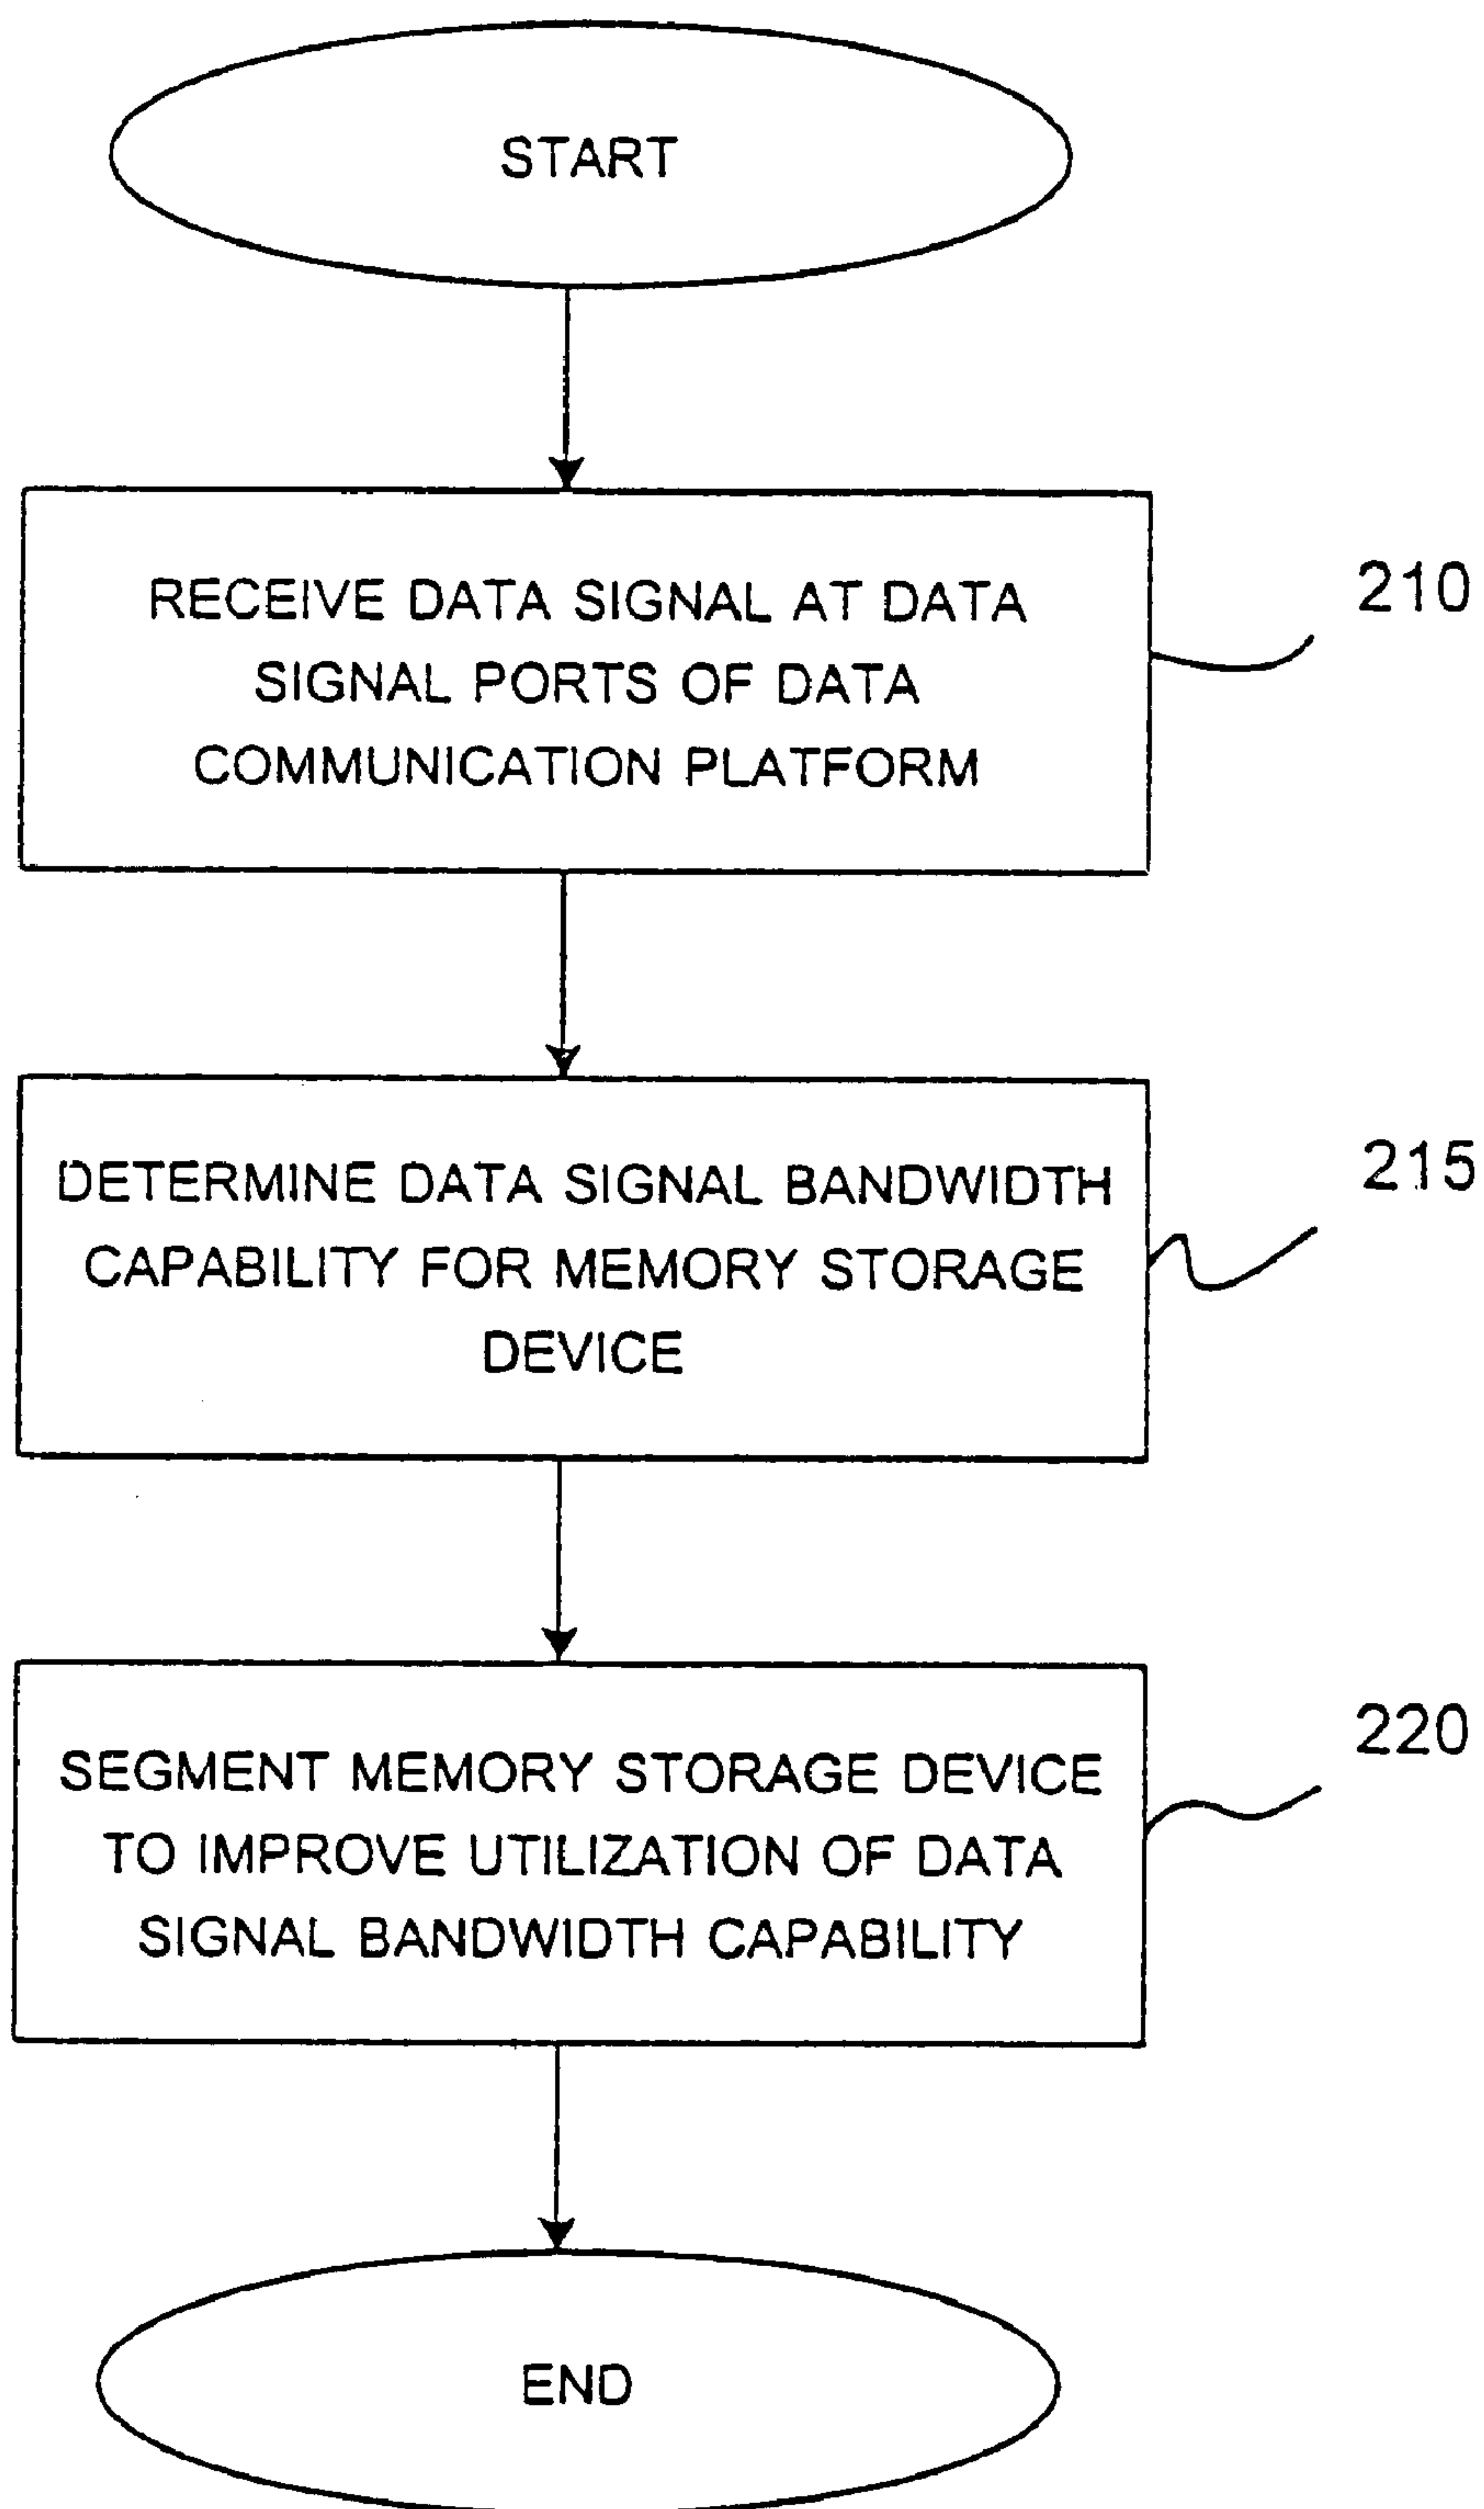 START
RECEIVE DATA SIGNAL AT DATA
SIGNAL PORTS OF DATA
COMMUNICATION PLATFORM
210
DETERMINE DATA SIGNAL BANDWIDTH
CAPABILITY FOR MEMORY STORAGE
DEVICE
215
SEGMENT MEMORY STORAGE DEVICE
TO IMPROVE UTILIZATION OF DATA
SIGNAL BANDWIDTH CAPABILITY
220
END